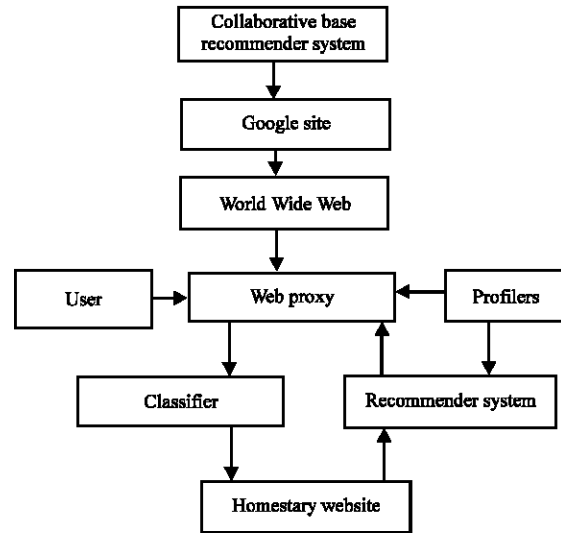 Collaborative base
recommender system
Google site
World Wide Web
User
Web proxy
Profilers
Classifier
Recommender system
Homestary website